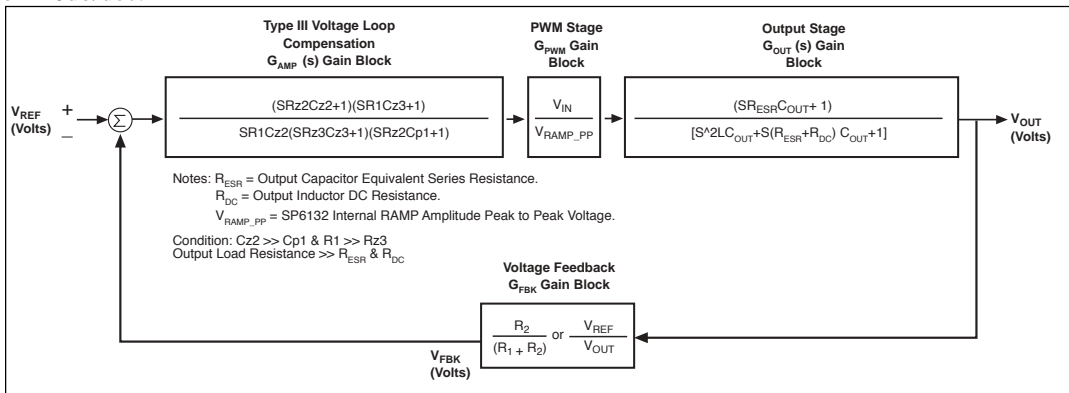 Type III Voltage Loop
Compensation
G_AMP (s) Gain Block
PWM Stage
G_PWM Gain
Block
Output Stage
G_OUT (s) Gain
Block
V_REF
(Volts)
+
–
Σ
(SRz2Cz2+1)(SR1Cz3+1)
SR1Cz2(SRz3Cz3+1)(SRz2Cp1+1)
V_IN
V_RAMP_PP
(SR_ESRC_OUT+ 1)
[S^2LC_OUT+S(R_ESR+R_DC) C_OUT+1]
V_OUT
(Volts)
Notes: R_ESR = Output Capacitor Equivalent Series Resistance.
R_DC = Output Inductor DC Resistance.
V_RAMP_PP = SP6132 Internal RAMP Amplitude Peak to Peak Voltage.
Condition: Cz2 >> Cp1 & R1 >> Rz3
Output Load Resistance >> R_ESR & R_DC
Voltage Feedback
G_FBK Gain Block
R_2
(R_1 + R_2)
or
V_REF
V_OUT
V_FBK
(Volts)